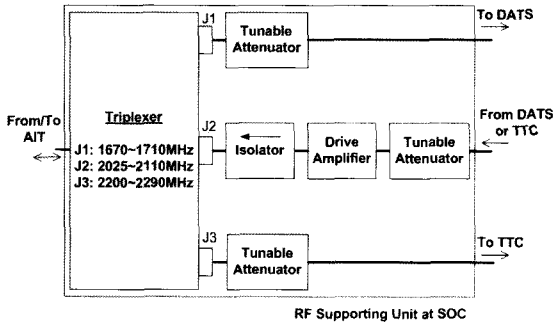 J1
To DATS
Tunable
Attenuator
From/To
AIT
Triplexer
J1: 1670~1710MHz
J2: 2025~2110MHz
J3: 2200~2290MHz
J2
Isolator
Drive
Amplifier
Tunable
Attenuator
From DATS
or TTC
J3
Tunable
Attenuator
To TTC
RF Supporting Unit at SOC